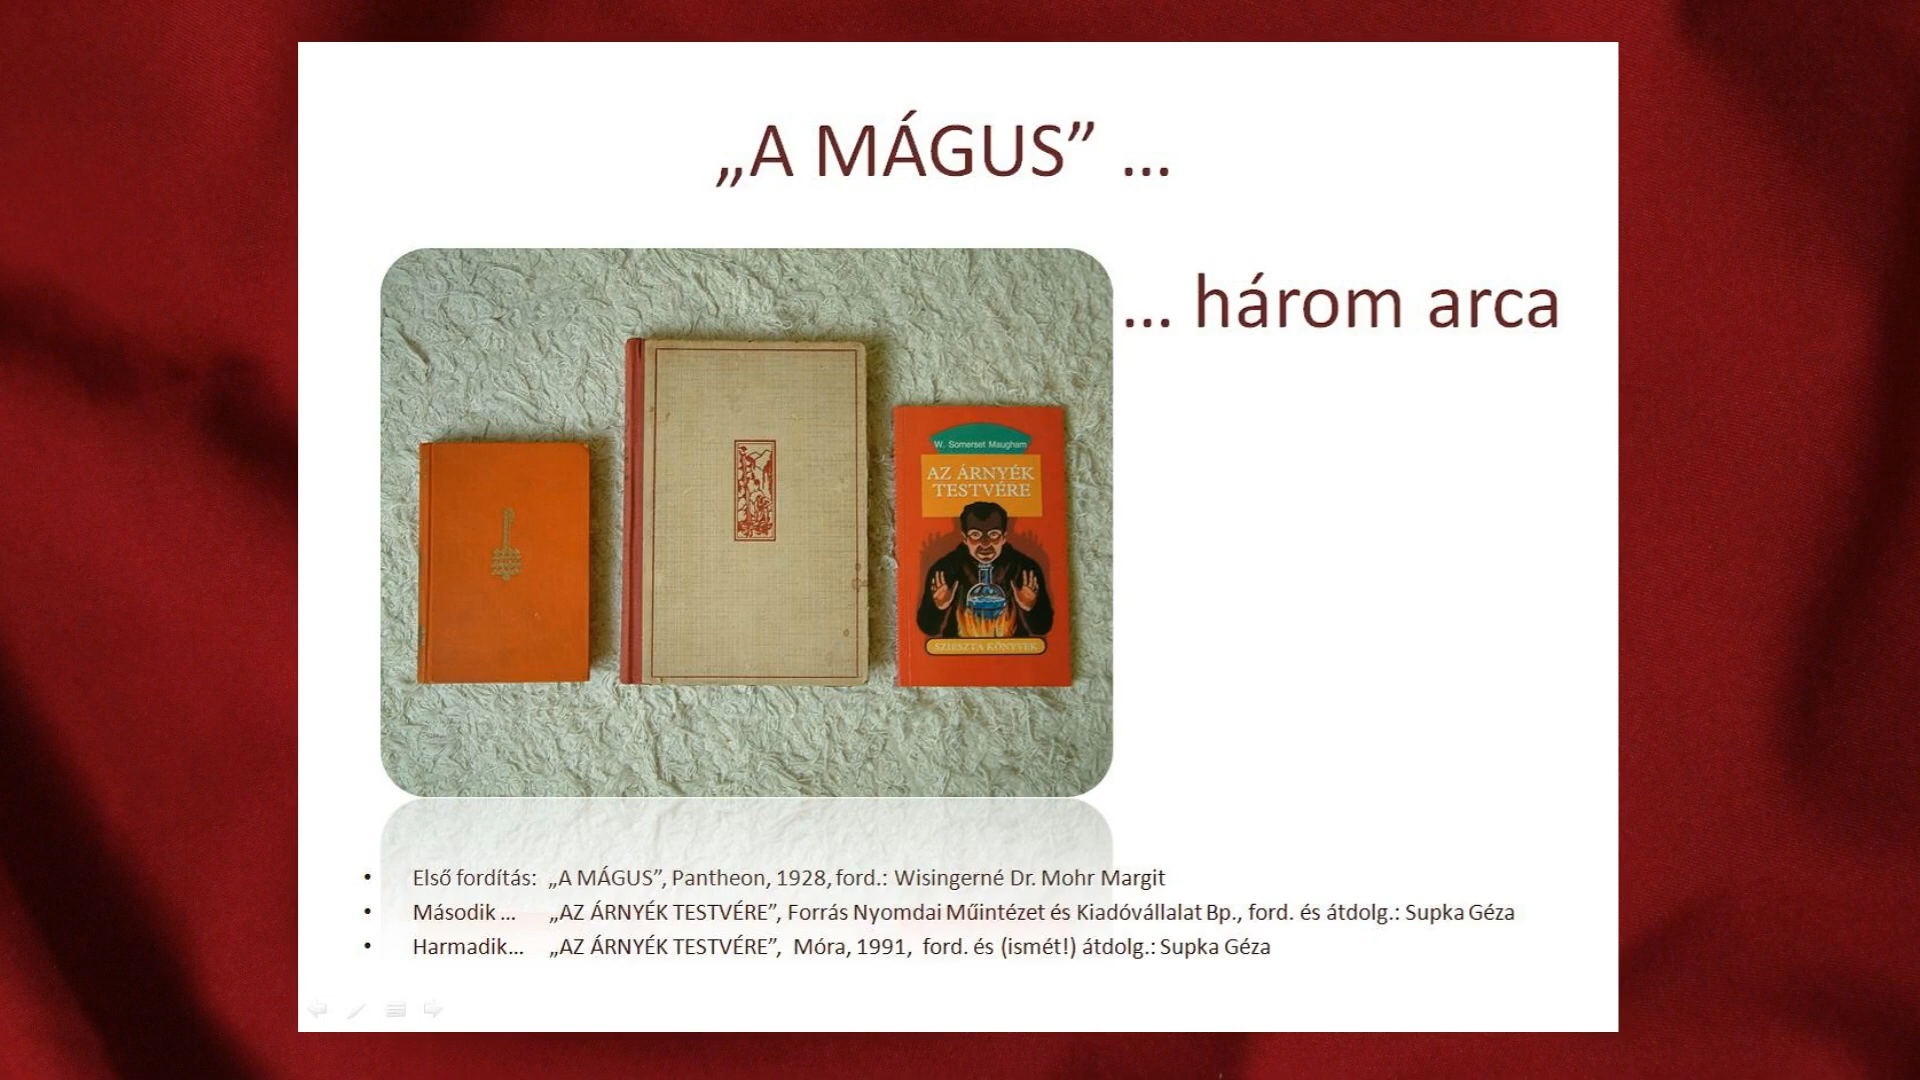 „A MÁGUS” ...
... három arca
W. Somerset Maugham
AZ ÁRNYÉK
TESTVÉRE
SZIESZTA KÖNYVEK
• Első fordítás: „A MÁGUS”, Pantheon, 1928, ford.: Wisingerné Dr. Mohr Margit
• Második ... „AZ ÁRNYÉK TESTVÉRE”, Forrás Nyomdai Műintézet és Kiadóvállalat Bp., ford. és átdolg.: Supka Géza
• Harmadik... „AZ ÁRNYÉK TESTVÉRE”, Móra, 1991, ford. és (ismét!) átdolg.: Supka Géza